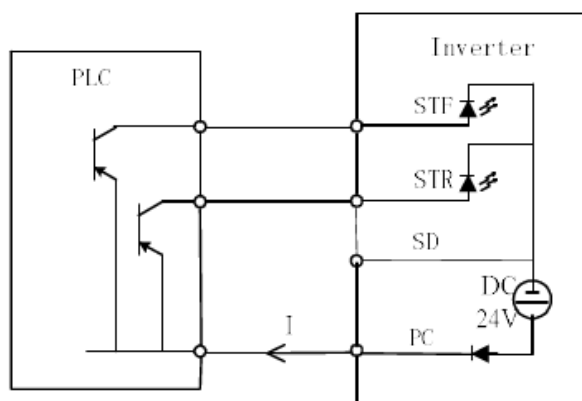 Inverter
PLC
STF
STR
SD
DC
24V
I
PC